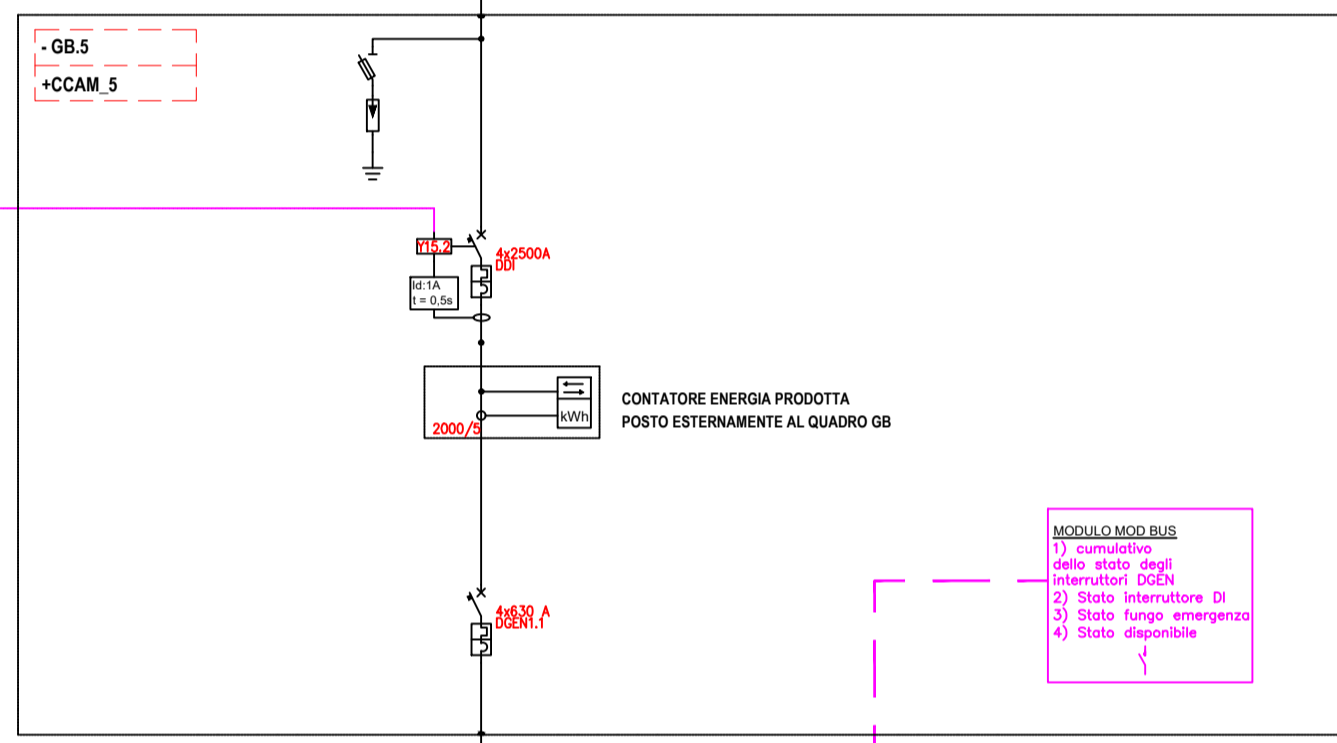 - GB.5
+CCAM_5
Y15.2
4x2500A
DDI
Id:1A
t = 0,5s
kWh
2000/5
CONTATORE ENERGIA PRODOTTA
POSTO ESTERNAMENTE AL QUADRO GB
4x630 A
DGEN1.1
MODULO MOD BUS
1) cumulativo
dello stato degli
interruttori DGEN
2) Stato interruttore DI
3) Stato fungo emergenza
4) Stato disponibile